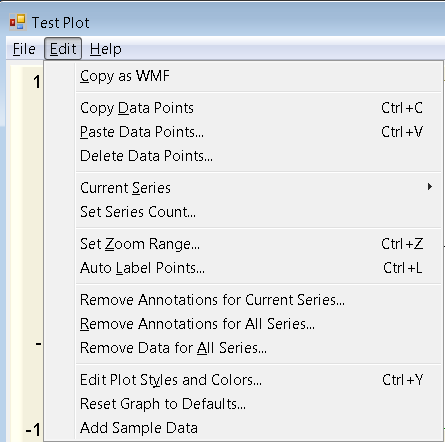 Test Plot
File Edit Help
1
Copy as WMF
Copy Data Points Ctrl+C
Paste Data Points... Ctrl+V
Delete Data Points...
Current Series
Set Series Count...
Set Zoom Range... Ctrl+Z
Auto Label Points... Ctrl+L
Remove Annotations for Current Series...
Remove Annotations for All Series...
-
Remove Data for All Series...
Edit Plot Styles and Colors... Ctrl+Y
Reset Graph to Defaults...
-1
Add Sample Data